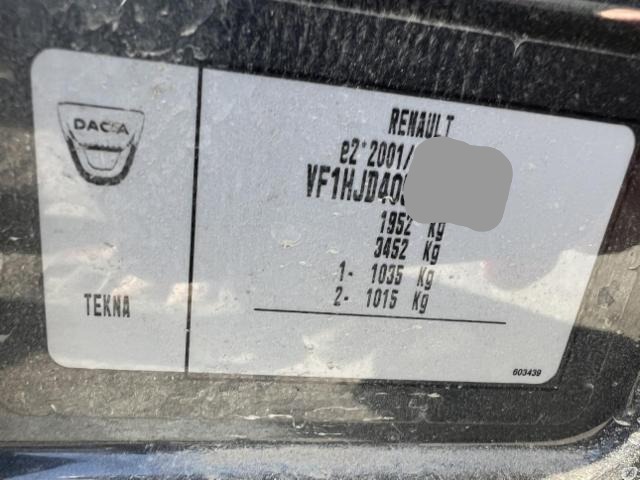 DACIA
TEKNA
RENAULT
e2*2001/
VF1HJD40
1952 Kg
3452 Kg
1- 1035 Kg
2- 1015 Kg
603439